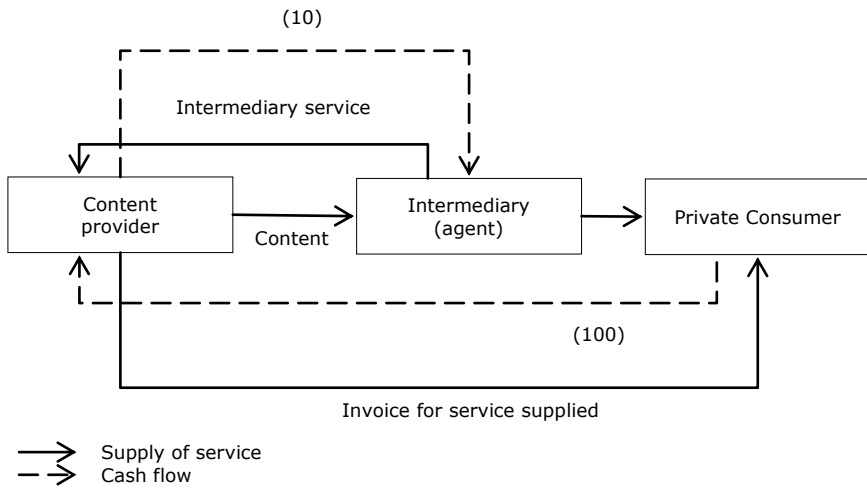 (10)
Intermediary service
Content
provider
Content
Intermediary
(agent)
Private Consumer
(100)
Invoice for service supplied
Supply of service
Cash flow